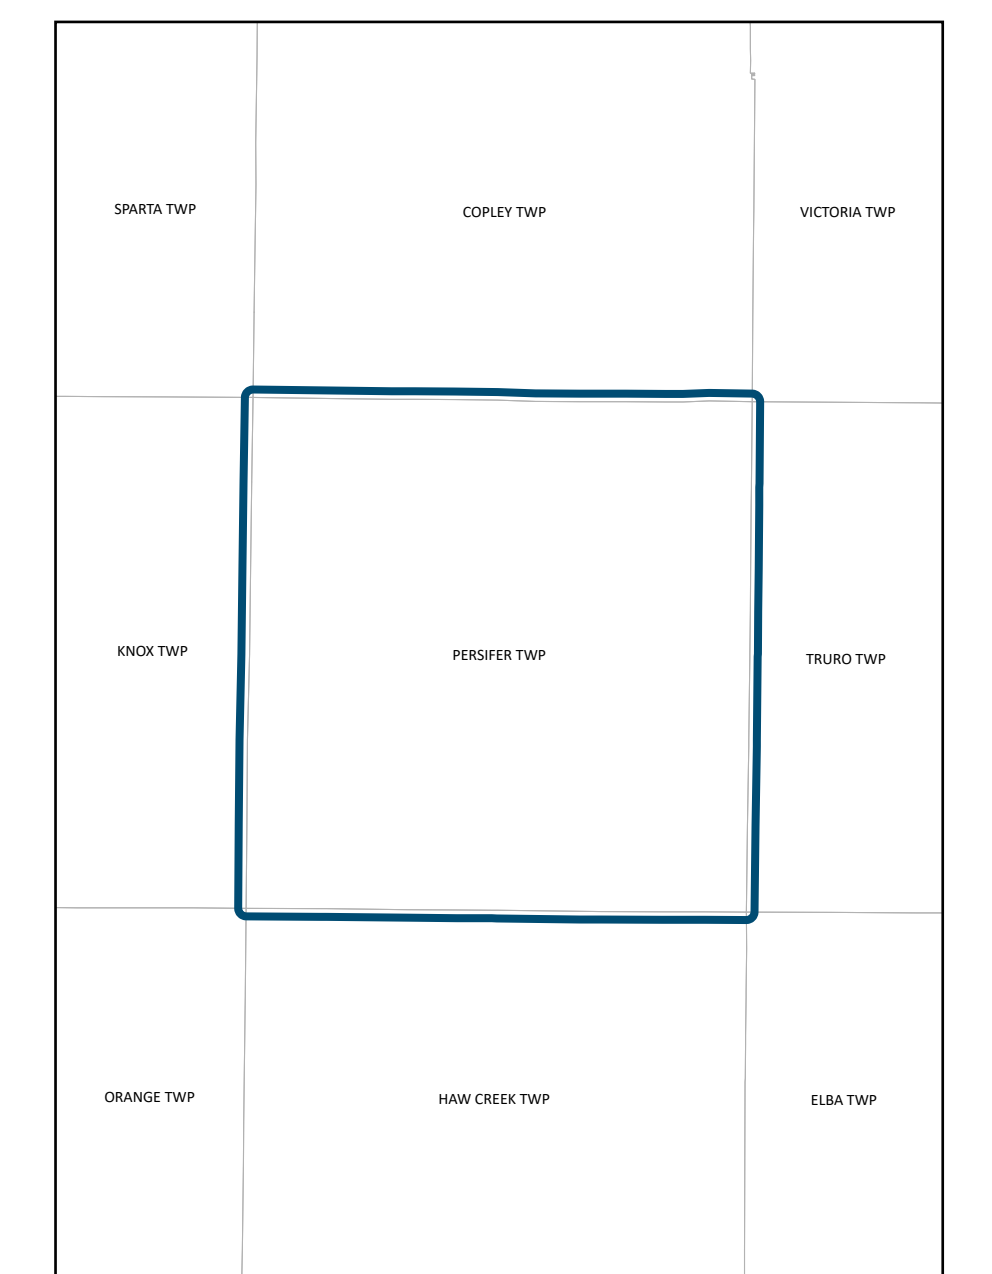 SPARTA TWP
COPLEY TWP
VICTORIA TWP
KNOX TWP
PERSIFER TWP
TRURO TWP
ORANGE TWP
HAW CREEK TWP
ELBA TWP